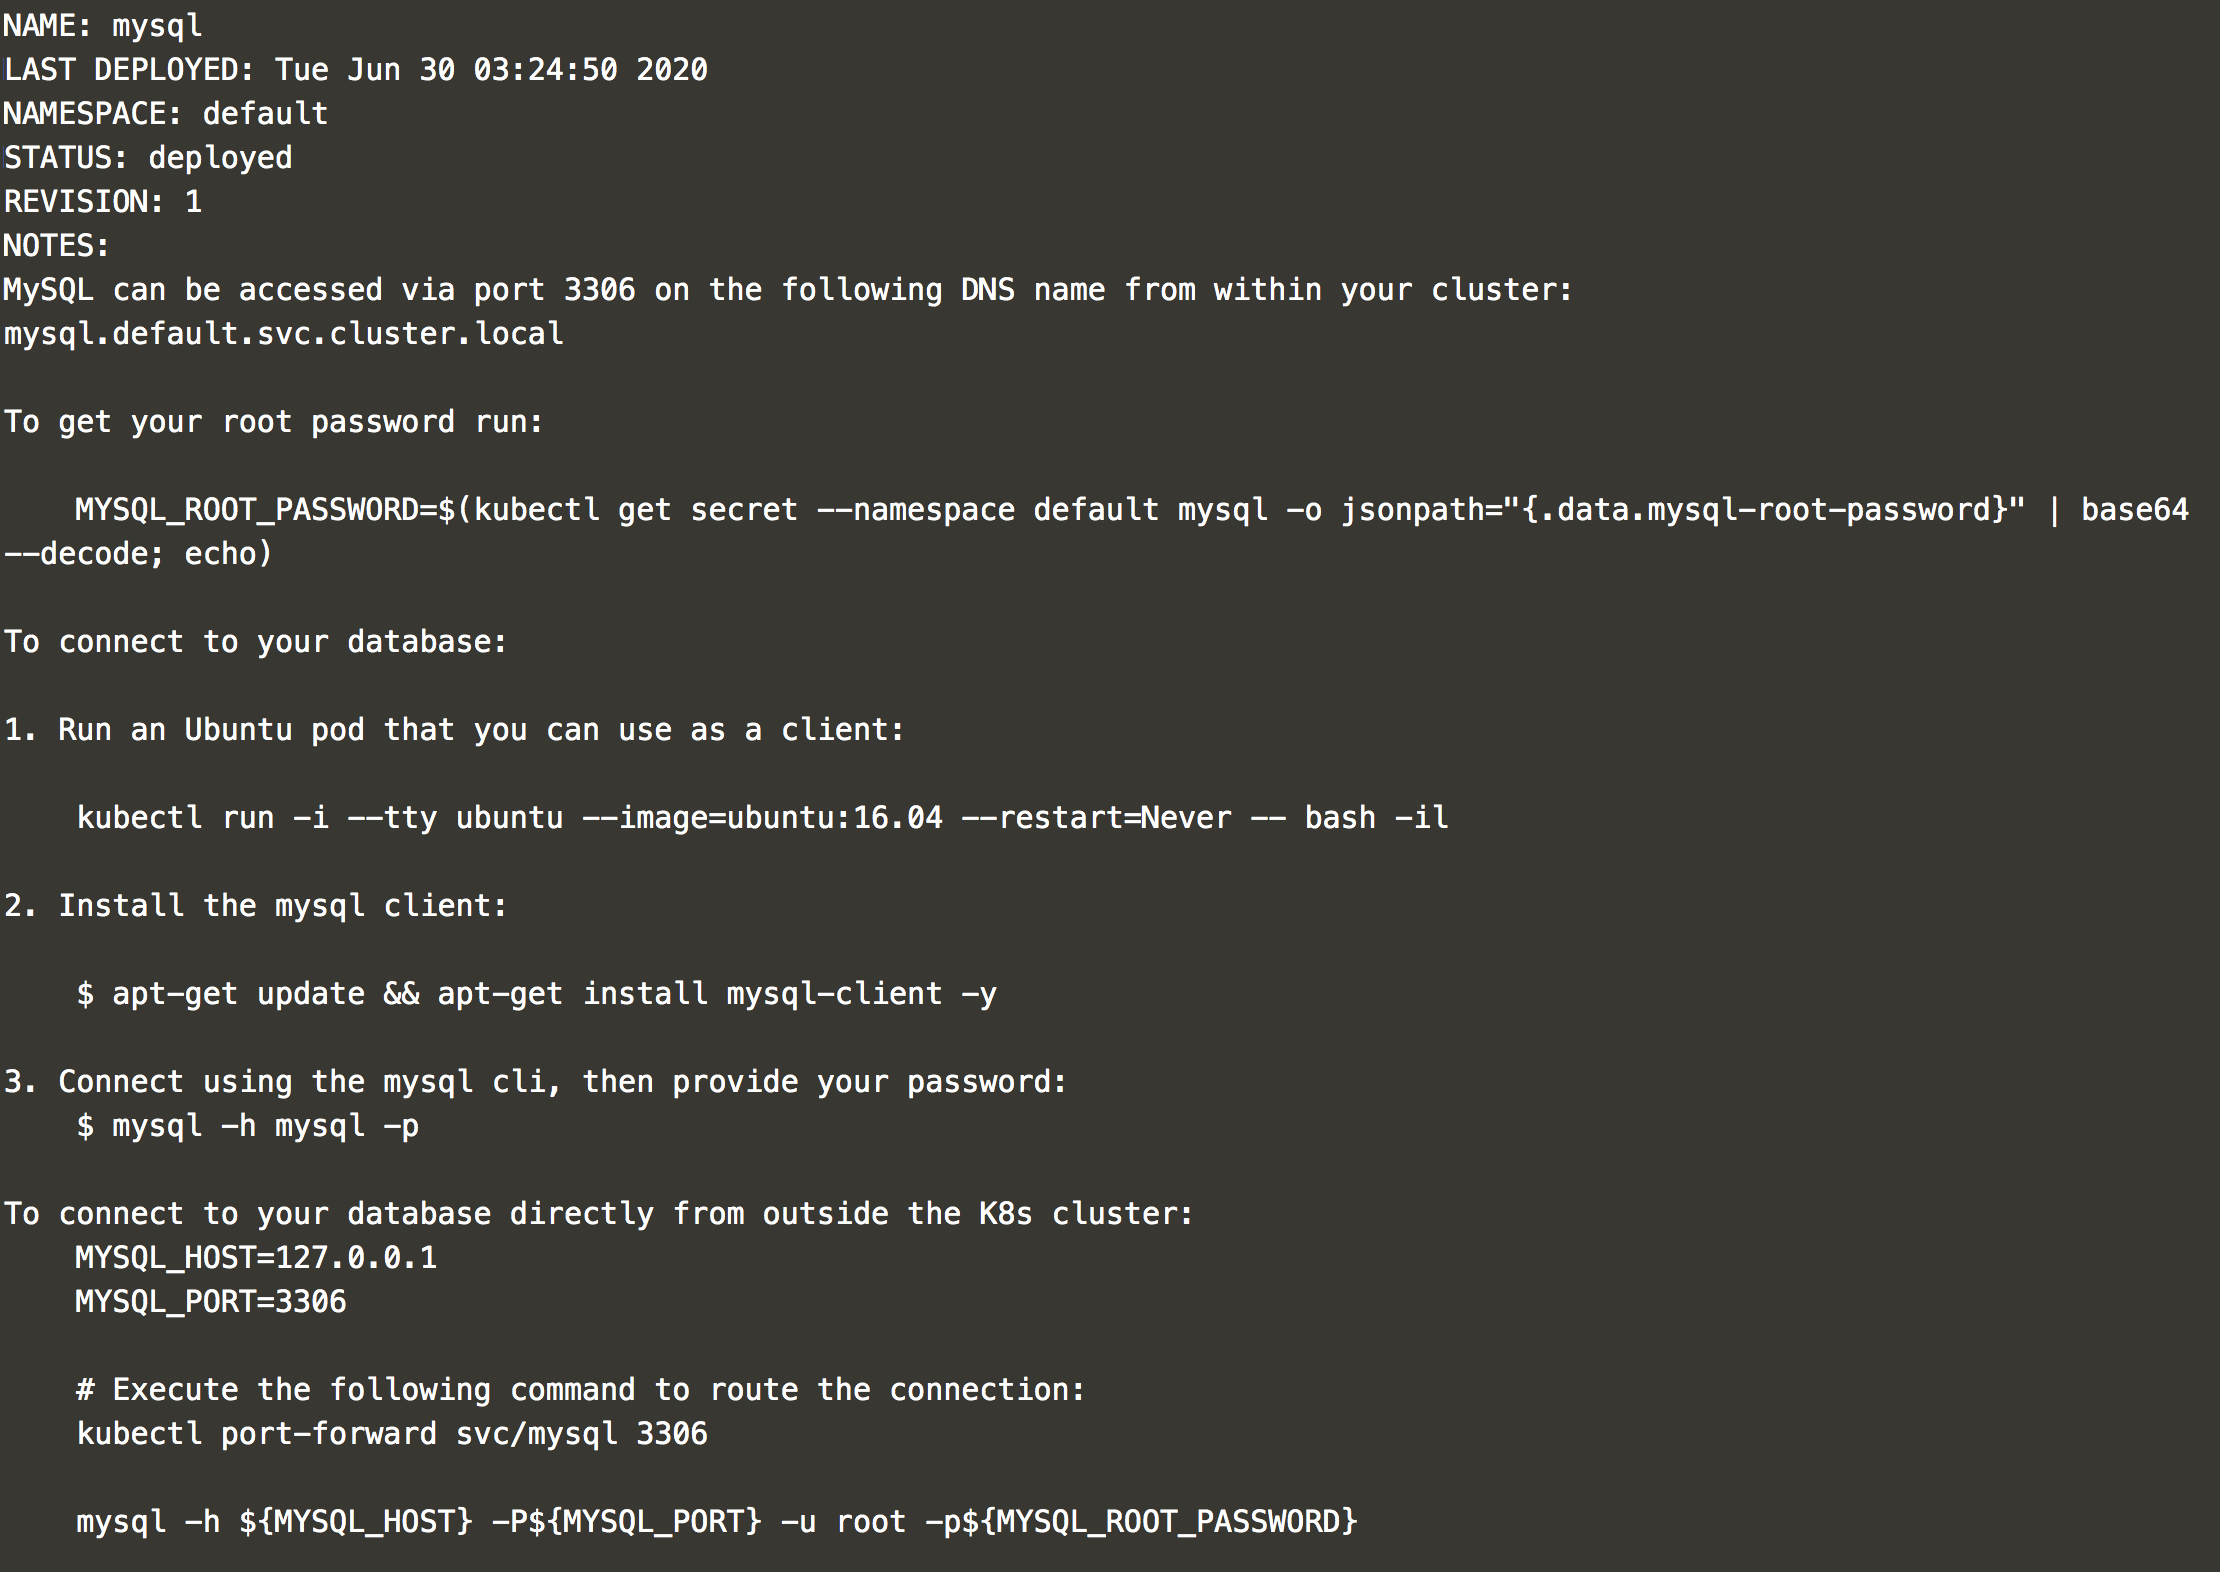 NAME: mysql
LAST DEPLOYED: Tue Jun 30 03:24:50 2020
NAMESPACE: default
STATUS: deployed
REVISION: 1
NOTES:
MySQL can be accessed via port 3306 on the following DNS name from within your cluster:
mysql.default.svc.cluster.local
To get your root password run:
MYSQL_ROOT_PASSWORD=$(kubectl get secret --namespace default mysql -o jsonpath="{.data.mysql-root-password}" | base64
--decode; echo)
To connect to your database:
1. Run an Ubuntu pod that you can use as a client:
kubectl run -i --tty ubuntu --image=ubuntu:16.04 --restart=Never -- bash -il
2. Install the mysql client:
$ apt-get update && apt-get install mysql-client -y
3. Connect using the mysql cli, then provide your password:
$ mysql -h mysql -p
To connect to your database directly from outside the K8s cluster:
MYSQL_HOST=127.0.0.1
MYSQL_PORT=3306
# Execute the following command to route the connection:
kubectl port-forward svc/mysql 3306
mysql -h ${MYSQL_HOST} -P${MYSQL_PORT} -u root -p${MYSQL_ROOT_PASSWORD}